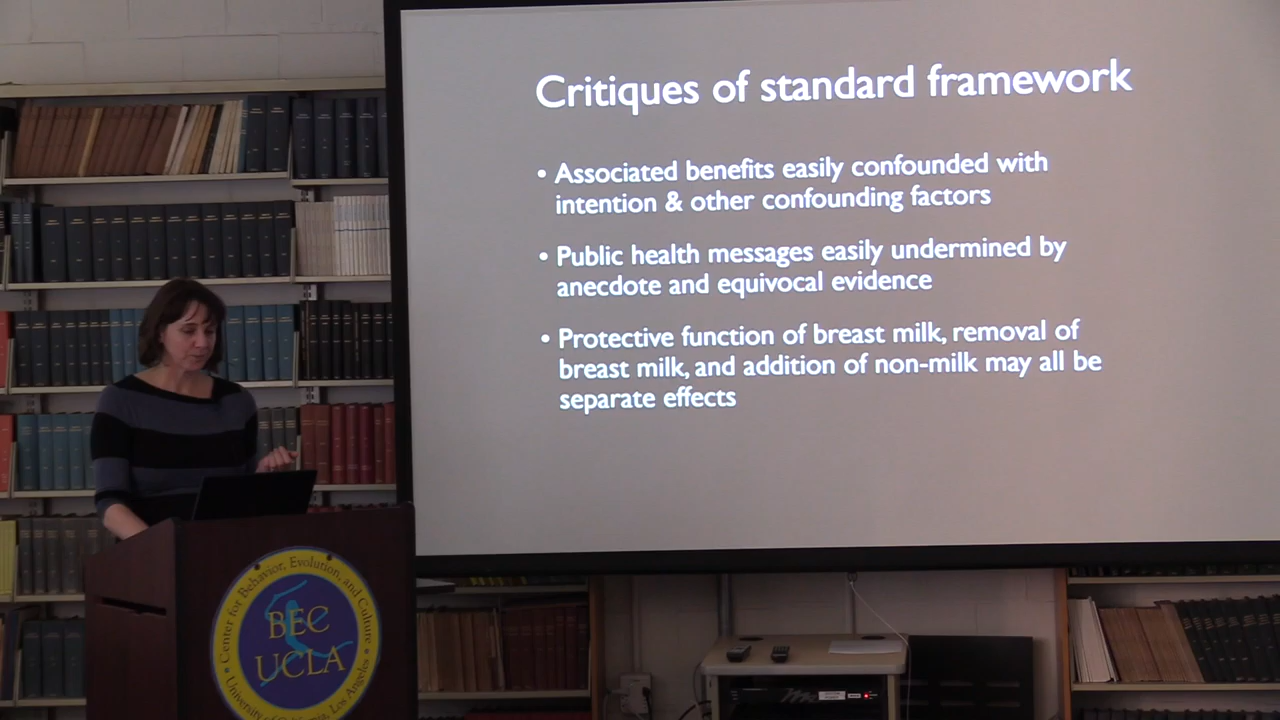 Critiques of standard framework
• Associated benefits easily confounded with
intention & other confounding factors
• Public health messages easily undermined by
anecdote and equivocal evidence
• Protective function of breast milk, removal of
breast milk, and addition of non-milk may all be
separate effects
Center for Behavior, Evolution, and Culture
BEC
UCLA
University of California, Los Angeles